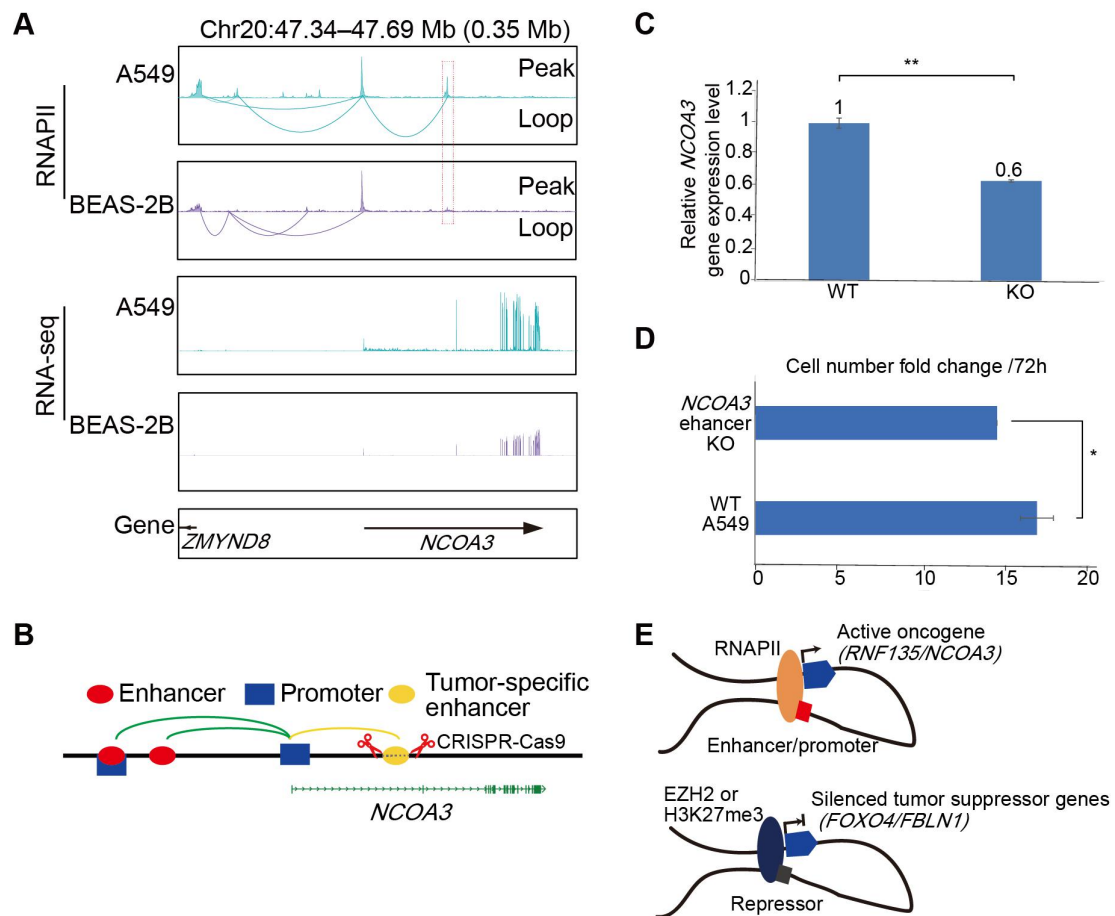 A
Chr20:47.34–47.69 Mb (0.35 Mb)
RNAPII
A549
Peak
Loop
BEAS-2B
Peak
Loop
RNA-seq
A549
BEAS-2B
Gene
ZMYND8
NCOA3
B
Enhancer
Promoter
Tumor-specific
enhancer
CRISPR-Cas9
NCOA3
C
Relative NCOA3
gene expression level
1.2
1
0.8
0.6
0.4
0.2
0
**
1
0.6
WT
KO
D
Cell number fold change /72h
NCOA3
ehancer
KO
WT
A549
*
0
5
10
15
20
E
RNAPII
Active oncogene
(RNF135/NCOA3)
Enhancer/promoter
EZH2 or
H3K27me3
Silenced tumor suppressor genes
(FOXO4/FBLN1)
Repressor